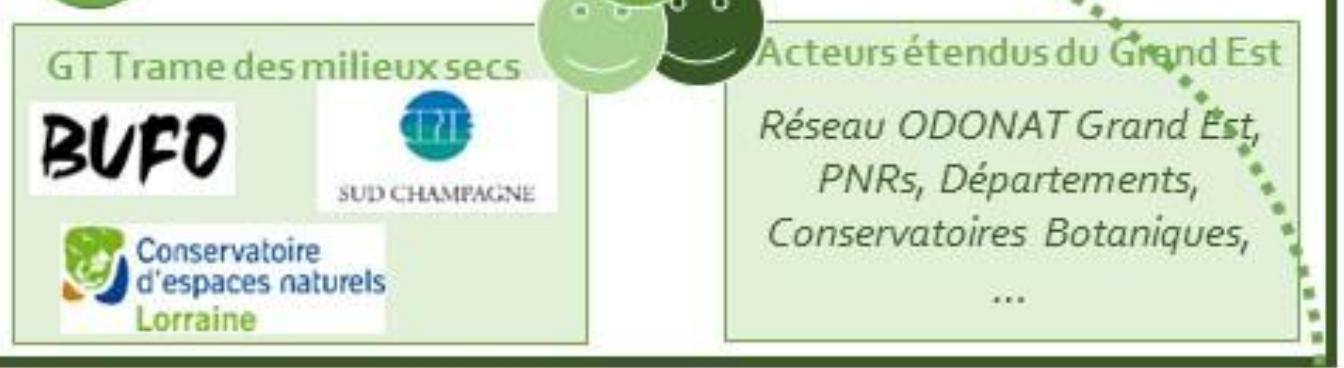 GT Trame des milieux secs
BUFO
CPIE
SUD CHAMPAGNE
Conservatoire
d'espaces naturels
Lorraine
Acteurs étendus du Grand Est
Réseau ODONAT Grand Est,
PNRs, Départements,
Conservatoires Botaniques,
...